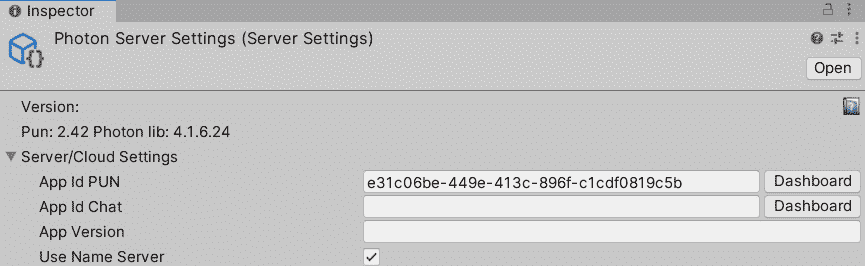 Inspector
Photon Server Settings (Server Settings)
Open
Version:
Pun: 2.42 Photon lib: 4.1.6.24
Server/Cloud Settings
App Id PUN e31c06be-449e-413c-896f-c1cdf0819c5b Dashboard
App Id Chat Dashboard
App Version
Use Name Server